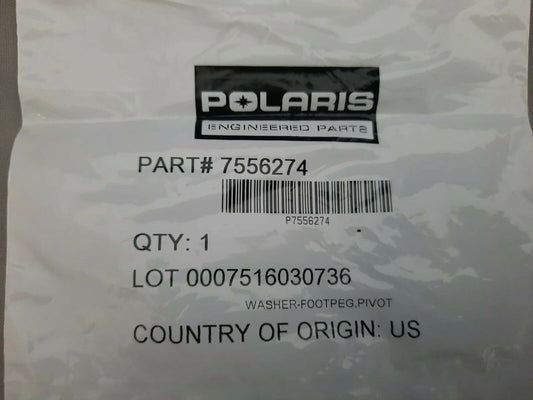 POLARIS
ENGINEERED PARTS
PART# 7556274
P7556274
QTY: 1
LOT 0007516030736
WASHER-FOOTPEG,PIVOT
COUNTRY OF ORIGIN: US